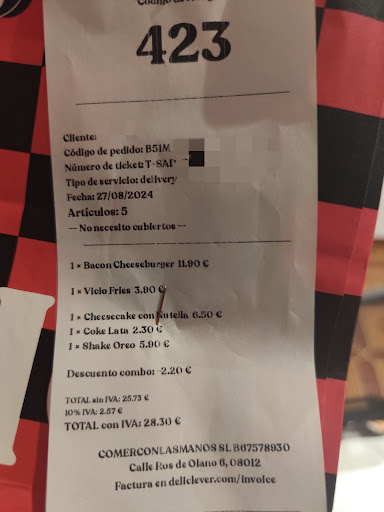 423
Cliente:
Código de pedido: B51M
Número de ticket: T-SAP
Tipo de servicio: delivery
Fecha: 27/08/2024
Artículos: 5
-- No necesito cubiertos --
1 × Bacon Cheeseburger 11.90 €
1 × Vicio Fries 3.90 €
1 × Cheesecake con Nutella 6.50 €
1 × Coke Lata 2.30 €
1 × Shake Oreo 5.90 €
Descuento combo: -2.20 €
TOTAL sin IVA: 25.73 €
10% IVA: 2.57 €
TOTAL con IVA: 28.30 €
COMERCONLASMANOS SL B67578930
Calle Ros de Olano 6, 08012
Factura en deliclever.com/invoice